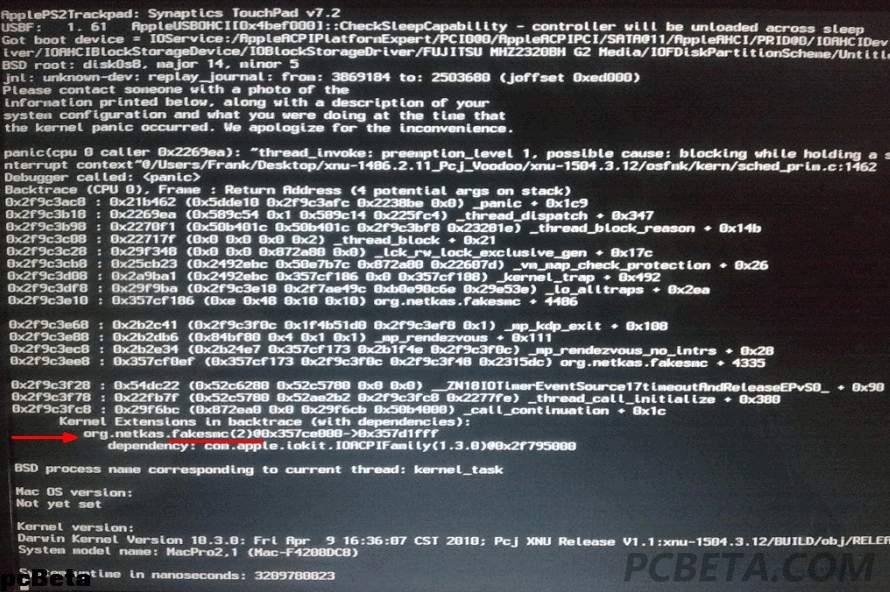 ApplePS2Trackpad: Synaptics TouchPad v7.2
USBF: 1. 61 AppleUSBOHCI[0x4bef000]::CheckSleepCapability - controller will be unloaded across sleep
Got boot device = IOService:/AppleACPIPlatformExpert/PCI0@0/AppleACPIPCI/SATA@11/AppleAHCI/PRID@0/IOAHCIDev
iver/IOAHCIBlockStorageDevice/IOBlockStorageDriver/FUJITSU MHZ2320BH G2 Media/IOFDiskPartitionScheme/Untitle
BSD root: disk0s8, major 14, minor 5
jnl: unknown-dev: replay_journal: from: 3869184 to: 2503680 (joffset 0xed000)
Please contact someone with a photo of the
information printed below, along with a description of your
system configuration and what you were doing at the time that
the kernel panic occurred. We apologize for the inconvenience.
panic(cpu 0 caller 0x2269ea): "thread_invoke: preemption_level 1, possible cause: blocking while holding a s
nterrupt context"@/Users/Frank/Desktop/xnu-1486.2.11_Pcj_Voodoo/xnu-1504.3.12/osfmk/kern/sched_prim.c:1462
Debugger called: <panic>
Backtrace (CPU 0), Frame : Return Address (4 potential args on stack)
0x2f9c3ac8 : 0x21b462 (0x5dde10 0x2f9c3afc 0x2238be 0x0) _panic + 0x1c9
0x2f9c3b18 : 0x2269ea (0x589c54 0x1 0x589c14 0x225fc4) _thread_dispatch + 0x347
0x2f9c3b98 : 0x2270f1 (0x50b401c 0x50b401c 0x2f9c3bf8 0x23201e) _thread_block_reason + 0x14b
0x2f9c3c08 : 0x22717f (0x0 0x0 0x0 0x2) _thread_block + 0x21
0x2f9c3c28 : 0x29f348 (0x0 0x0 0x872a80 0x0) _lck_rw_lock_exclusive_gen + 0x17c
0x2f9c3cb8 : 0x25cb23 (0x2492ebc 0x50e7b7c 0x872a80 0x22607d) _vm_map_check_protection + 0x26
0x2f9c3d08 : 0x2a9ba1 (0x2492ebc 0x357cf186 0x0 0x357cf188) _kernel_trap + 0x492
0x2f9c3df8 : 0x29f9ba (0x2f9c3e18 0x2f7ae49c 0xb0e90c6e 0x29e53e) _lo_alltraps + 0x2ea
0x2f9c3e10 : 0x357cf186 (0xe 0x48 0x10 0x10) org.netkas.fakesmc + 4486
0x2f9c3e68 : 0x2b2c41 (0x2f9c3f0c 0x1f4b51d0 0x2f9c3ef8 0x1) _mp_kdp_exit + 0x108
0x2f9c3e88 : 0x2b2db6 (0x84bf80 0x4 0x1 0x1) _mp_rendezvous + 0x111
0x2f9c3ec8 : 0x2b2e34 (0x2b24e7 0x357cf173 0x2b1f4e 0x2f9c3f0c) _mp_rendezvous_no_intrs + 0x28
0x2f9c3ee8 : 0x357cf0ef (0x357cf173 0x2f9c3f0c 0x2f9c3f48 0x2315dc) org.netkas.fakesmc + 4335
0x2f9c3f28 : 0x54dc22 (0x52c6280 0x52c5780 0x0 0x0) __ZN18IOTimerEventSource17timeoutAndReleaseEPvS0_ + 0x90
0x2f9c3f78 : 0x22fb7f (0x52c5780 0x52ae2b2 0x2f9c3fc8 0x2277fe) _thread_call_initialize + 0x380
0x2f9c3fc8 : 0x29f6bc (0x872ea0 0x0 0x29f6cb 0x50b4000) _call_continuation + 0x1c
Kernel Extensions in backtrace (with dependencies):
org.netkas.fakesmc(2)@0x357ce000->0x357d1fff
dependency: com.apple.iokit.IOACPIFamily(1.3.0)@0x2f795000
BSD process name corresponding to current thread: kernel_task
Mac OS version:
Not yet set
Kernel version:
Darwin Kernel Version 10.3.0: Fri Apr 9 16:36:07 CST 2010; Pcj XNU Release V1.1:xnu-1504.3.12/BUILD/obj/RELEA
System model name: MacPro2,1 (Mac-F4208DC8)
System uptime in nanoseconds: 3209780023
pcBeta
PCBETA.COM